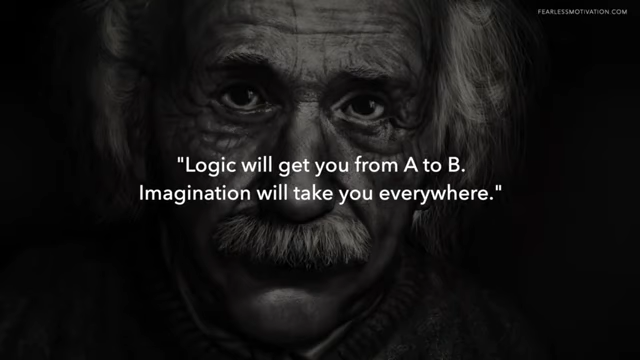 FEARLESSMOTIVATION.COM
"Logic will get you from A to B.
Imagination will take you everywhere."